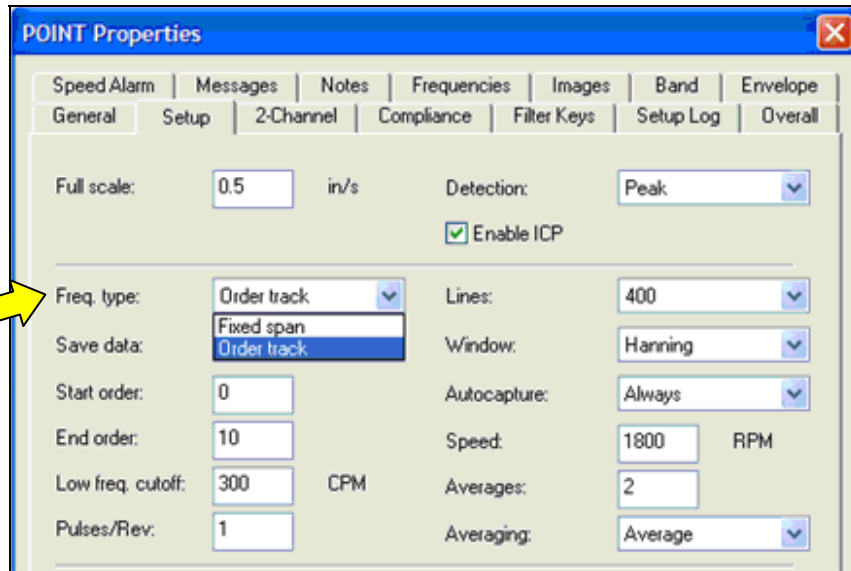 POINT Properties
Speed Alarm Messages Notes Frequencies Images Band Envelope
General Setup 2-Channel Compliance Filter Keys Setup Log Overall
Full scale: 0.5 in/s Detection: Peak
Enable ICP
Freq. type: Order track Lines: 400
Fixed span
Save data: Order track Window: Hanning
Start order: 0 Autocapture: Always
End order: 10 Speed: 1800 RPM
Low freq. cutoff: 300 CPM Averages: 2
Pulses/Rev: 1 Averaging: Average